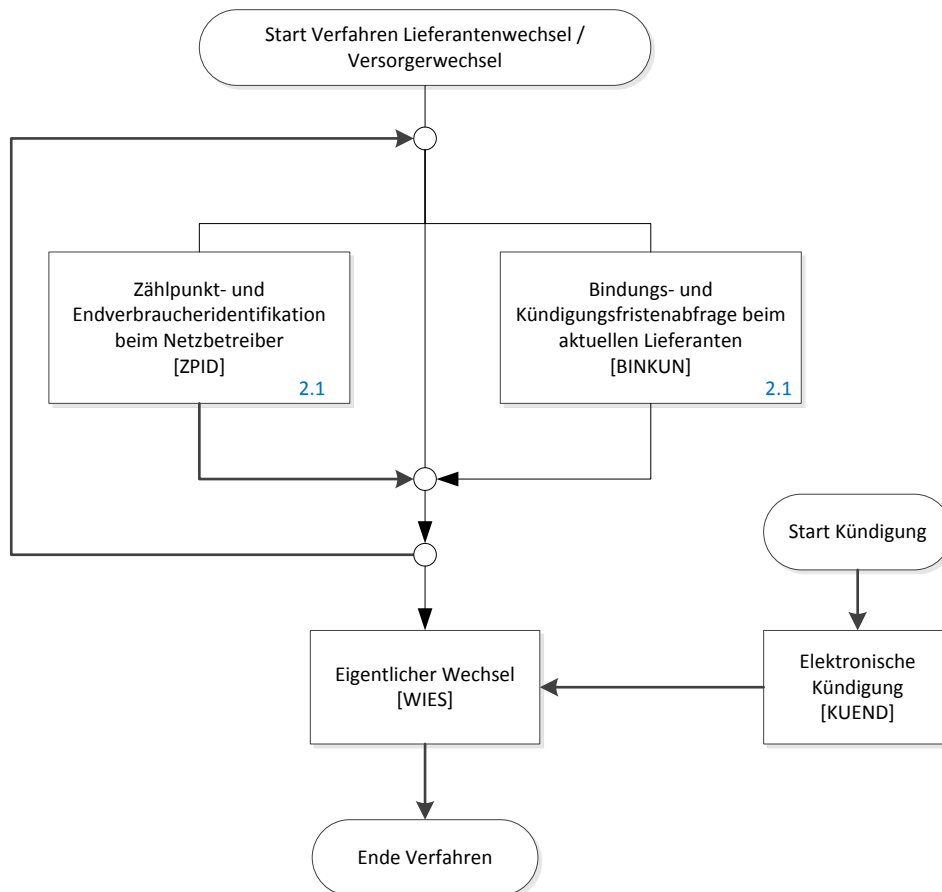 Start Verfahren Lieferantenwechsel /
Versorgerwechsel
Zählpunkt- und
Endverbraucheridentifikation
beim Netzbetreiber
[ZPID]
2.1
Bindungs- und
Kündigungsfristenabfrage beim
aktuellen Lieferanten
[BINKUN]
2.1
Start Kündigung
Eigentlicher Wechsel
[WIES]
Elektronische
Kündigung
[KUEND]
Ende Verfahren